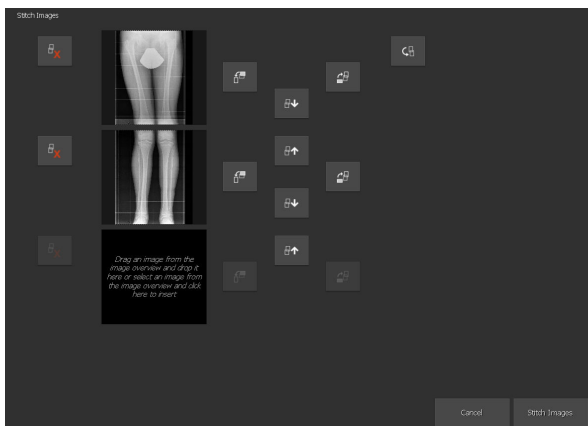 Stitch Images
Drag an image from the
image overview and drop it
here or select an image from
the image overview and click
here to insert
Cancel
Stitch Images